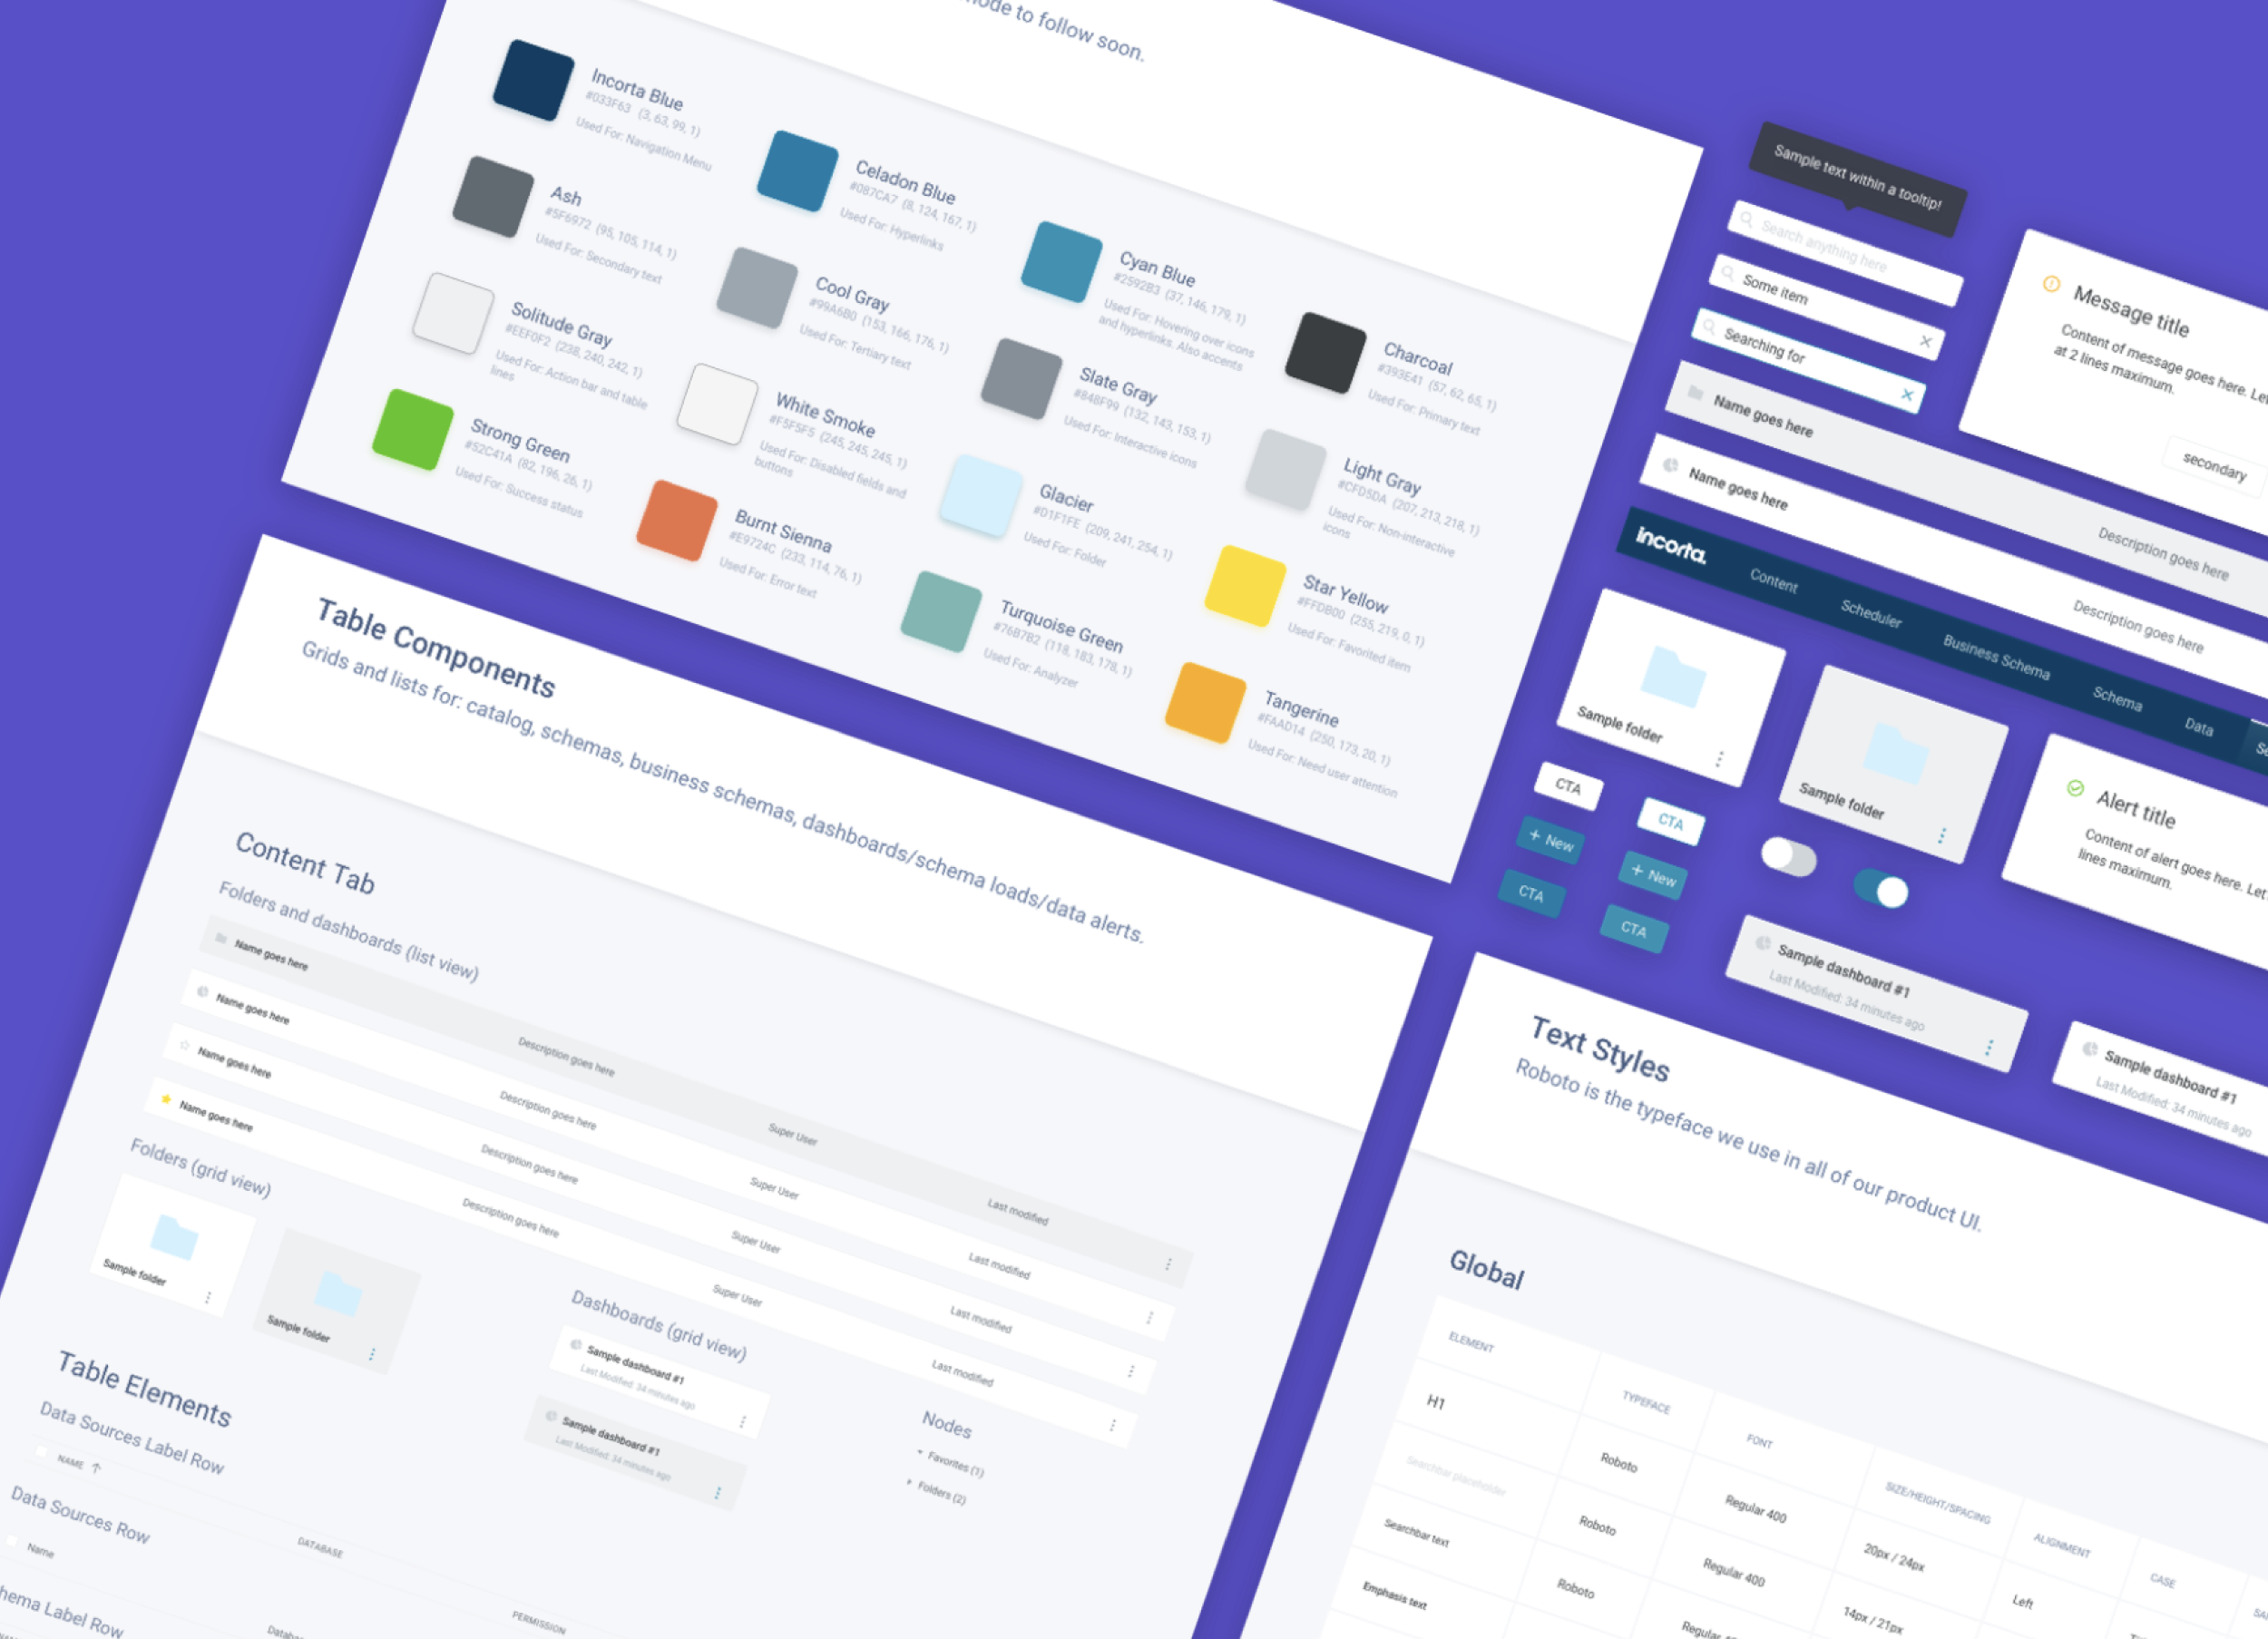 mode to follow soon.
Incorta Blue
#033F63 (3, 63, 99, 1)
Used For: Navigation Menu
Celadon Blue
#087CA7 (8, 124, 167, 1)
Used For: Hyperlinks
Cyan Blue
#2592B3 (37, 146, 179, 1)
Used For: Hovering over icons
and hyperlinks. Also accents
Charcoal
#393E41 (57, 62, 65, 1)
Used For: Primary text
Ash
#5F6972 (95, 105, 114, 1)
Used For: Secondary text
Cool Gray
#99A6B0 (153, 166, 176, 1)
Used For: Tertiary text
Slate Gray
#848F99 (132, 143, 153, 1)
Used For: Interactive icons
Light Gray
#CFD5DA (207, 213, 218, 1)
Used For: Non-interactive
icons
Solitude Gray
#EEF0F2 (238, 240, 242, 1)
Used For: Action bar and table
lines
White Smoke
#F5F5F5 (245, 245, 245, 1)
Used For: Disabled fields and
buttons
Glacier
#D1F1FE (209, 241, 254, 1)
Used For: Folder
Star Yellow
#FFDB00 (255, 219, 0, 1)
Used For: Favorited item
Strong Green
#52C41A (82, 196, 26, 1)
Used For: Success status
Burnt Sienna
#E9724C (233, 114, 76, 1)
Used For: Error text
Turquoise Green
#76B7B2 (118, 183, 178, 1)
Used For: Analyzer
Tangerine
#FAAD14 (250, 173, 20, 1)
Used For: Need user attention
Sample text within a tooltip!
Search anything here
Some item
Searching for
Message title
Content of message goes here. Let
at 2 lines maximum.
secondary
Name goes here
Description goes here
Name goes here
Description goes here
incorta.
Content
Scheduler
Business Schema
Schema
Data
Sample folder
Sample folder
Alert title
Content of alert goes here. Let
lines maximum.
CTA
CTA
+ New
+ New
CTA
CTA
Sample dashboard #1
Last Modified: 34 minutes ago
Sample dashboard #1
Last Modified: 34 minutes ago
Table Components
Grids and lists for: catalog, schemas, business schemas, dashboards/schema loads/data alerts.
Content Tab
Folders and dashboards (list view)
Name goes here Description goes here Super User Last modified
Name goes here Description goes here Super User Last modified
Name goes here Description goes here Super User Last modified
Name goes here Description goes here Super User Last modified
Folders (grid view)
Sample folder
Sample folder
Dashboards (grid view)
Sample dashboard #1
Last Modified: 34 minutes ago
Sample dashboard #1
Last Modified: 34 minutes ago
Nodes
Favorites (1)
Folders (2)
Table Elements
Data Sources Label Row
NAME DATABASE PERMISSION
Data Sources Row
Name
hema Label Row
Text Styles
Roboto is the typeface we use in all of our product UI.
Global
ELEMENT TYPEFACE FONT SIZE/HEIGHT/SPACING ALIGNMENT CASE
H1 Roboto Regular 400 20px / 24px Left
Searchbar placeholder Roboto Regular 400 14px / 21px
Searchbar text Roboto
Emphasis text